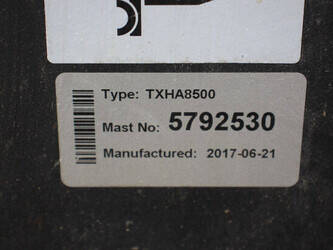 Type: TXHA8500
Mast No: 5792530
Manufactured: 2017-06-21